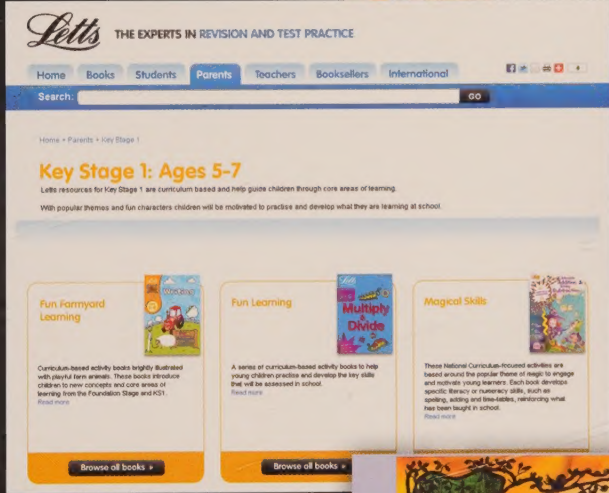 Letts THE EXPERTS IN REVISION AND TEST PRACTICE
Home Books Students Parents Teachers Booksellers International
Search: GO
Home » Parents » Key Stage 1
Key Stage 1: Ages 5-7
Letts resources for Key Stage 1 are curriculum based and help guide children through core areas of learning.
With popular themes and fun characters children will be motivated to practise and develop what they are learning at school.
Fun Farmyard
Learning
Writing
Curriculum-based activity books brightly illustrated
with playful farm animals. These books introduce
children to new concepts and core areas of
learning from the Foundation Stage and KS1.
Read more
Browse all books »
Fun Learning
Letts
Multiply
&
Divide
A series of curriculum-based activity books to help
young children practise and develop the key skills
that will be assessed in school.
Read more
Browse all books »
Magical Skills
These National Curriculum-focused activities are
based around the popular theme of magic to engage
and motivate young learners. Each book develops
specific literacy or numeracy skills, such as
spelling, adding and time-tables, reinforcing what
has been taught in school.
Read more